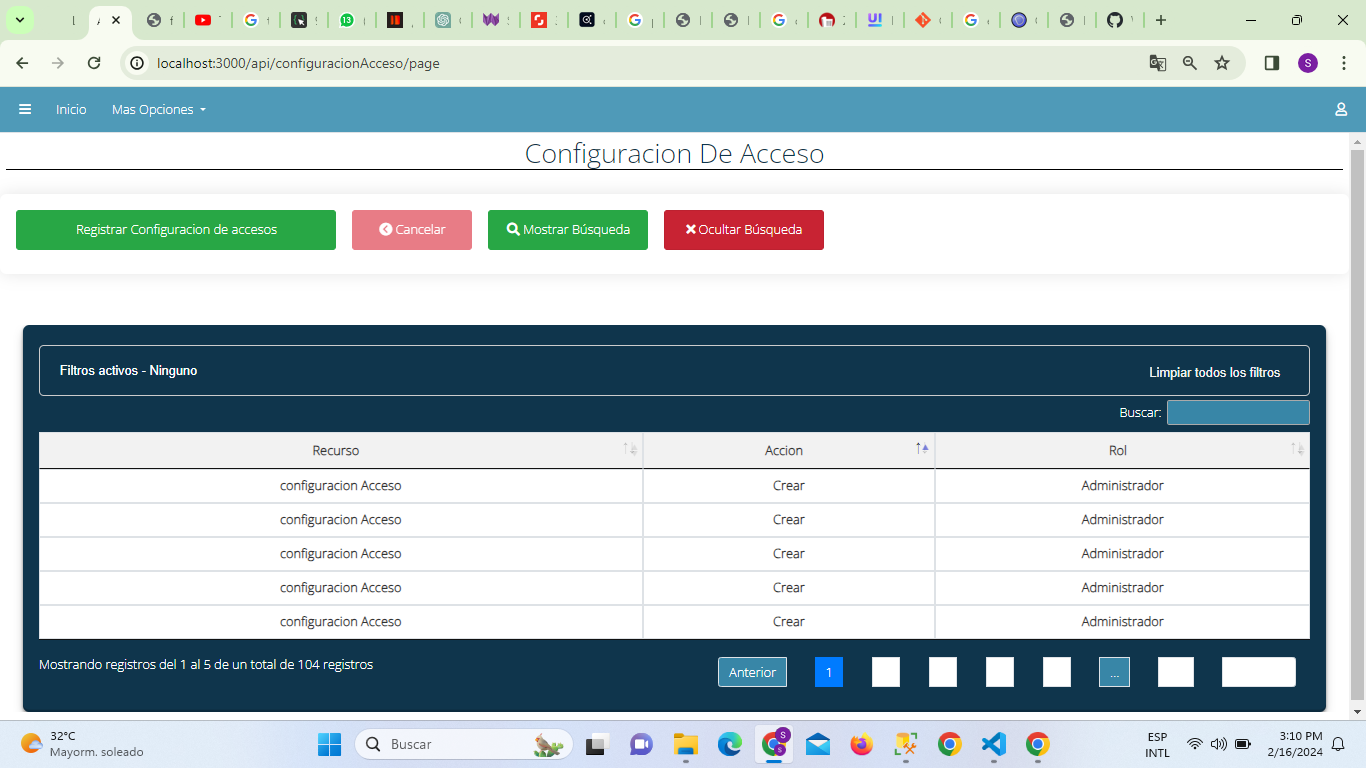 localhost:3000/api/configuracionAcceso/page
S
Inicio
Mas Opciones
Configuracion De Acceso
Registrar Configuracion de accesos
Cancelar
Mostrar Búsqueda
Ocultar Búsqueda
Filtros activos - Ninguno
Limpiar todos los filtros
Buscar:
Recurso Accion Rol
configuracion Acceso Crear Administrador
configuracion Acceso Crear Administrador
configuracion Acceso Crear Administrador
configuracion Acceso Crear Administrador
configuracion Acceso Crear Administrador
Mostrando registros del 1 al 5 de un total de 104 registros
Anterior 1 ...
32°C
Mayorm. soleado
Buscar
ESP
INTL
3:10 PM
2/16/2024